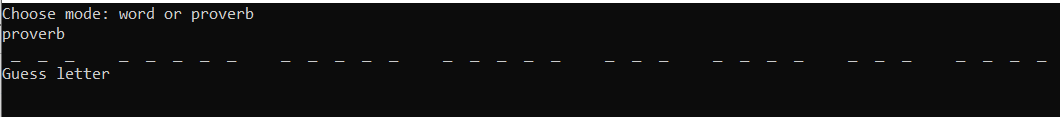 Choose mode: word or proverb
proverb
_ _ _   _ _ _ _ _   _ _ _ _ _   _ _ _ _ _   _ _ _   _ _ _ _   _ _ _   _ _ _ _
Guess letter